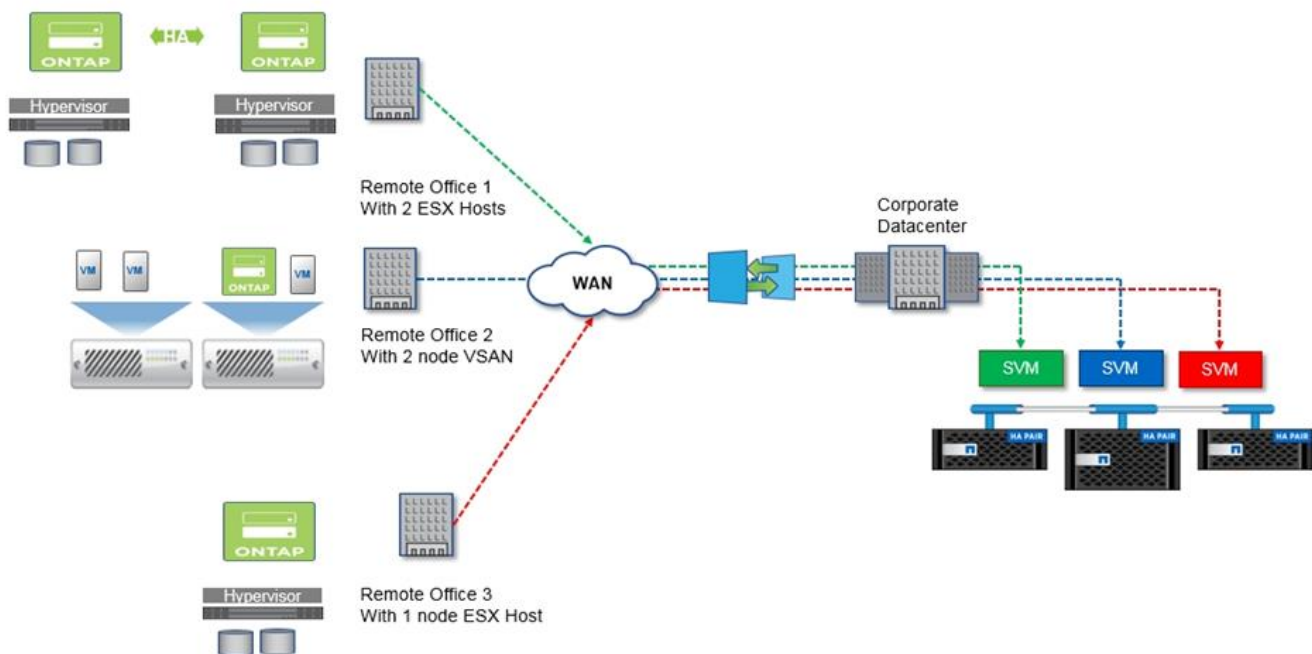 ONTAP
HA
ONTAP
Hypervisor
Hypervisor
Remote Office 1
With 2 ESX Hosts
VM
VM
ONTAP
VM
Remote Office 2
With 2 node VSAN
WAN
Corporate
Datacenter
SVM
SVM
SVM
HA PAIR
HA PAIR
HA PAIR
ONTAP
Hypervisor
Remote Office 3
With 1 node ESX Host